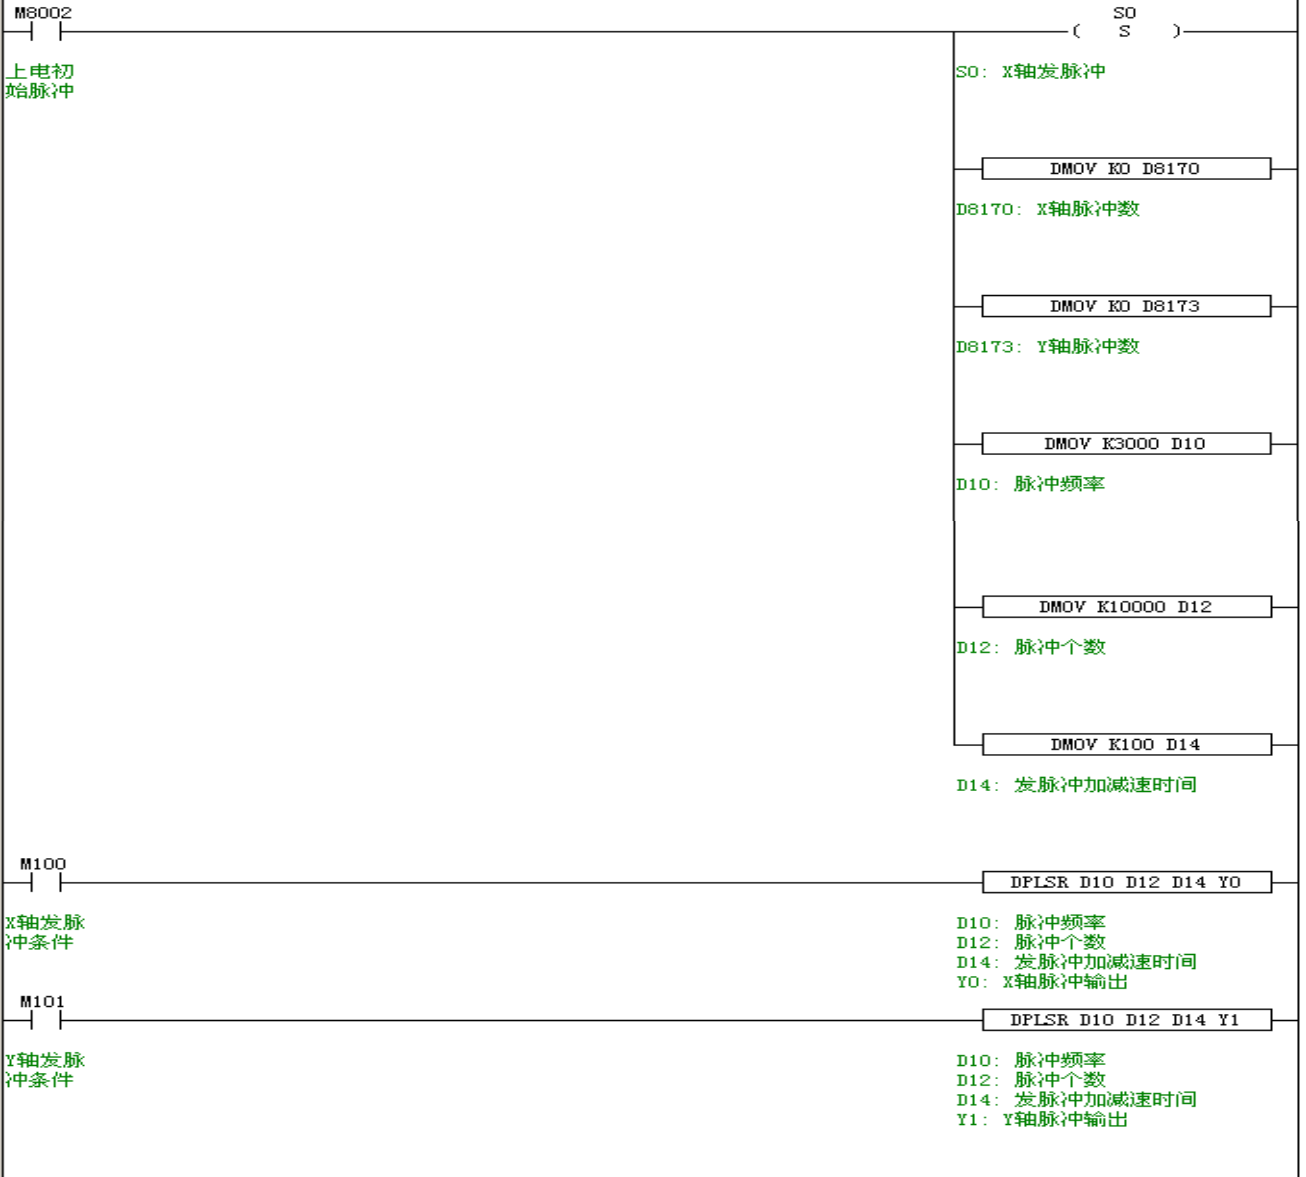 M8002
S0
S
上电初
始脉冲
S0: X轴发脉冲
DMOV K0 D8170
D8170: X轴脉冲数
DMOV K0 D8173
D8173: Y轴脉冲数
DMOV K3000 D10
D10: 脉冲频率
DMOV K10000 D12
D12: 脉冲个数
DMOV K100 D14
D14: 发脉冲加减速时间
M100
DPLSR D10 D12 D14 Y0
X轴发脉
冲条件
D10: 脉冲频率
D12: 脉冲个数
D14: 发脉冲加减速时间
Y0: X轴脉冲输出
M101
DPLSR D10 D12 D14 Y1
Y轴发脉
冲条件
D10: 脉冲频率
D12: 脉冲个数
D14: 发脉冲加减速时间
Y1: Y轴脉冲输出